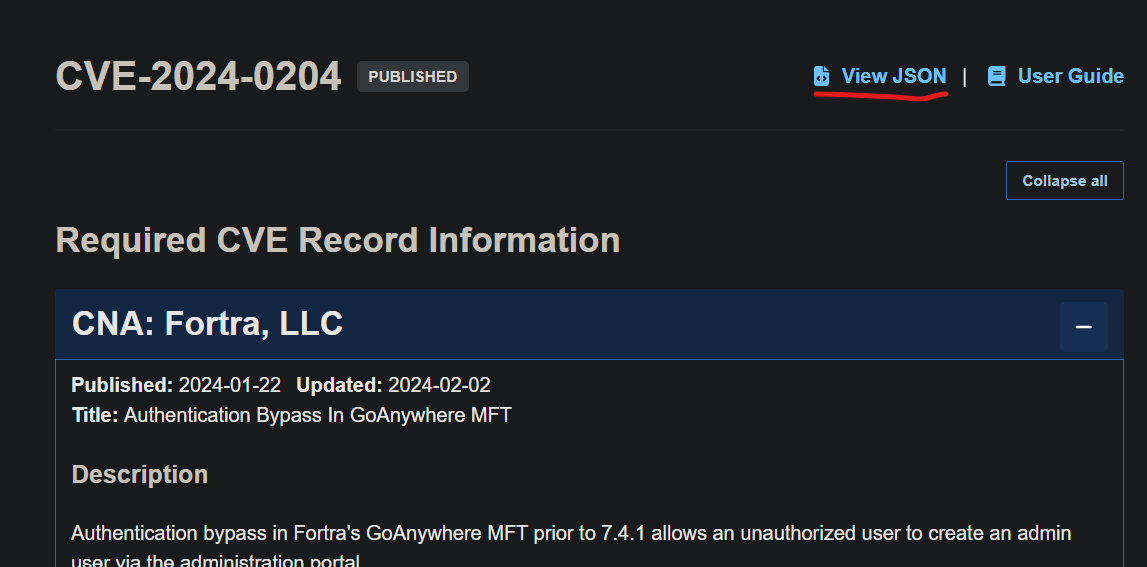 CVE-2024-0204 PUBLISHED View JSON | User Guide
Collapse all
Required CVE Record Information
CNA: Fortra, LLC
Published: 2024-01-22 Updated: 2024-02-02
Title: Authentication Bypass In GoAnywhere MFT
Description
Authentication bypass in Fortra's GoAnywhere MFT prior to 7.4.1 allows an unauthorized user to create an admin
user via the administration portal.